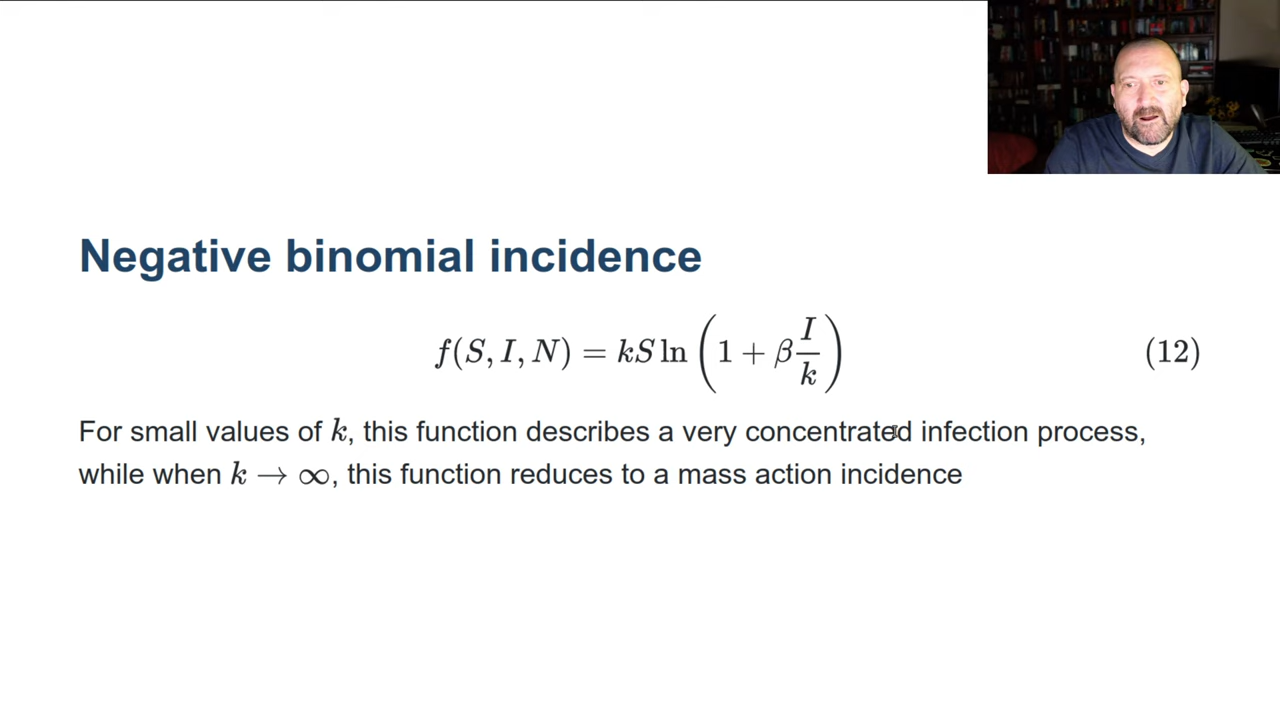 Negative binomial incidence
f(S, I, N) = kS ln (1 + β I/k) (12)
For small values of k, this function describes a very concentrated infection process,
while when k → ∞, this function reduces to a mass action incidence